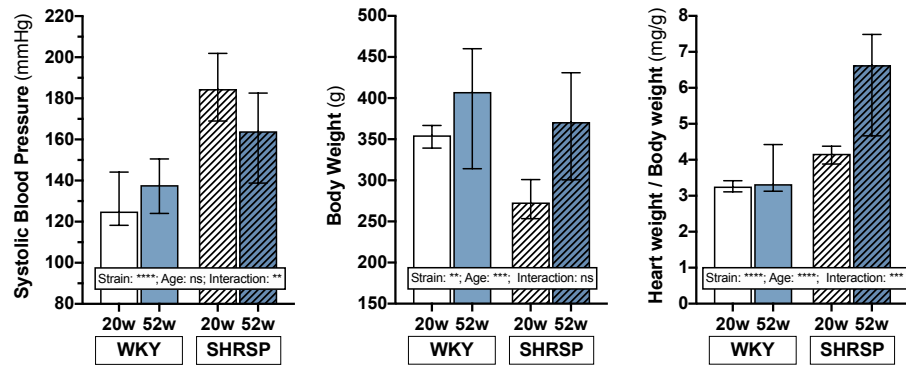 Systolic Blood Pressure (mmHg)
220
200
180
160
140
120
100
80
Strain: ****; Age: ns; Interaction: **
20w 52w 20w 52w
WKY SHRSP
Body Weight (g)
450
400
350
300
250
200
150
Strain: **; Age: ***; Interaction: ns
20w 52w 20w 52w
WKY SHRSP
Heart weight / Body weight (mg/g)
8
7
6
5
4
3
2
1
0
Strain: ****; Age: ****; Interaction: ***
20w 52w 20w 52w
WKY SHRSP